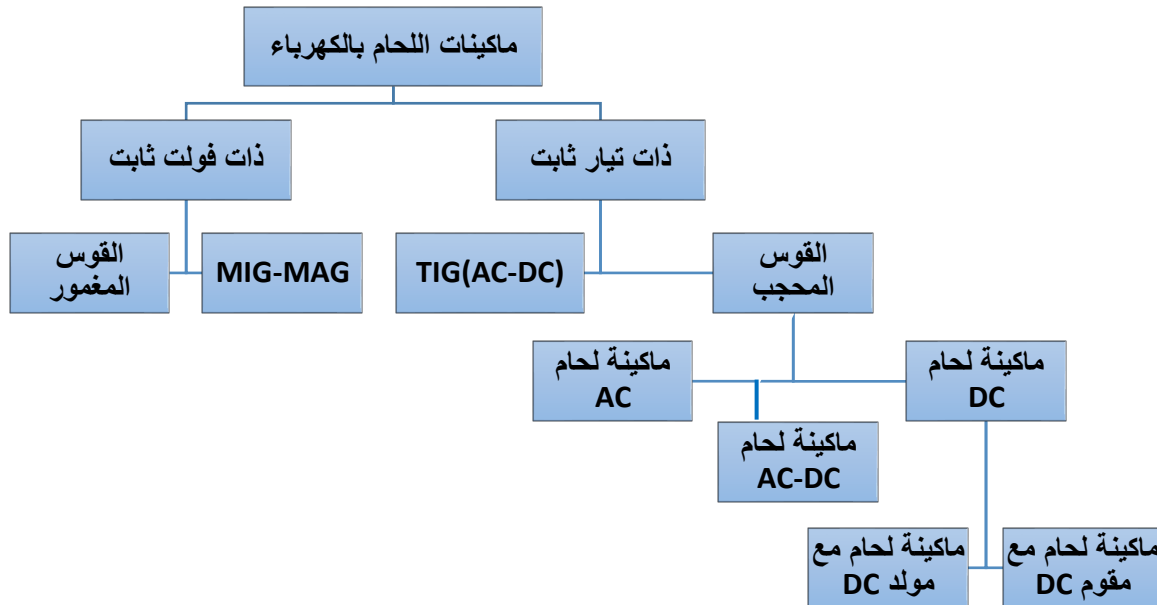 ماكينات اللحام بالكهرباء
ذات تيار ثابت
ذات فولت ثابت
القوس
المحجب
TIG(AC-DC)
MIG-MAG
القوس
المغمور
ماكينة لحام
DC
ماكينة لحام
AC
ماكينة لحام
AC-DC
ماكينة لحام مع
مقوم DC
ماكينة لحام مع
مولد DC